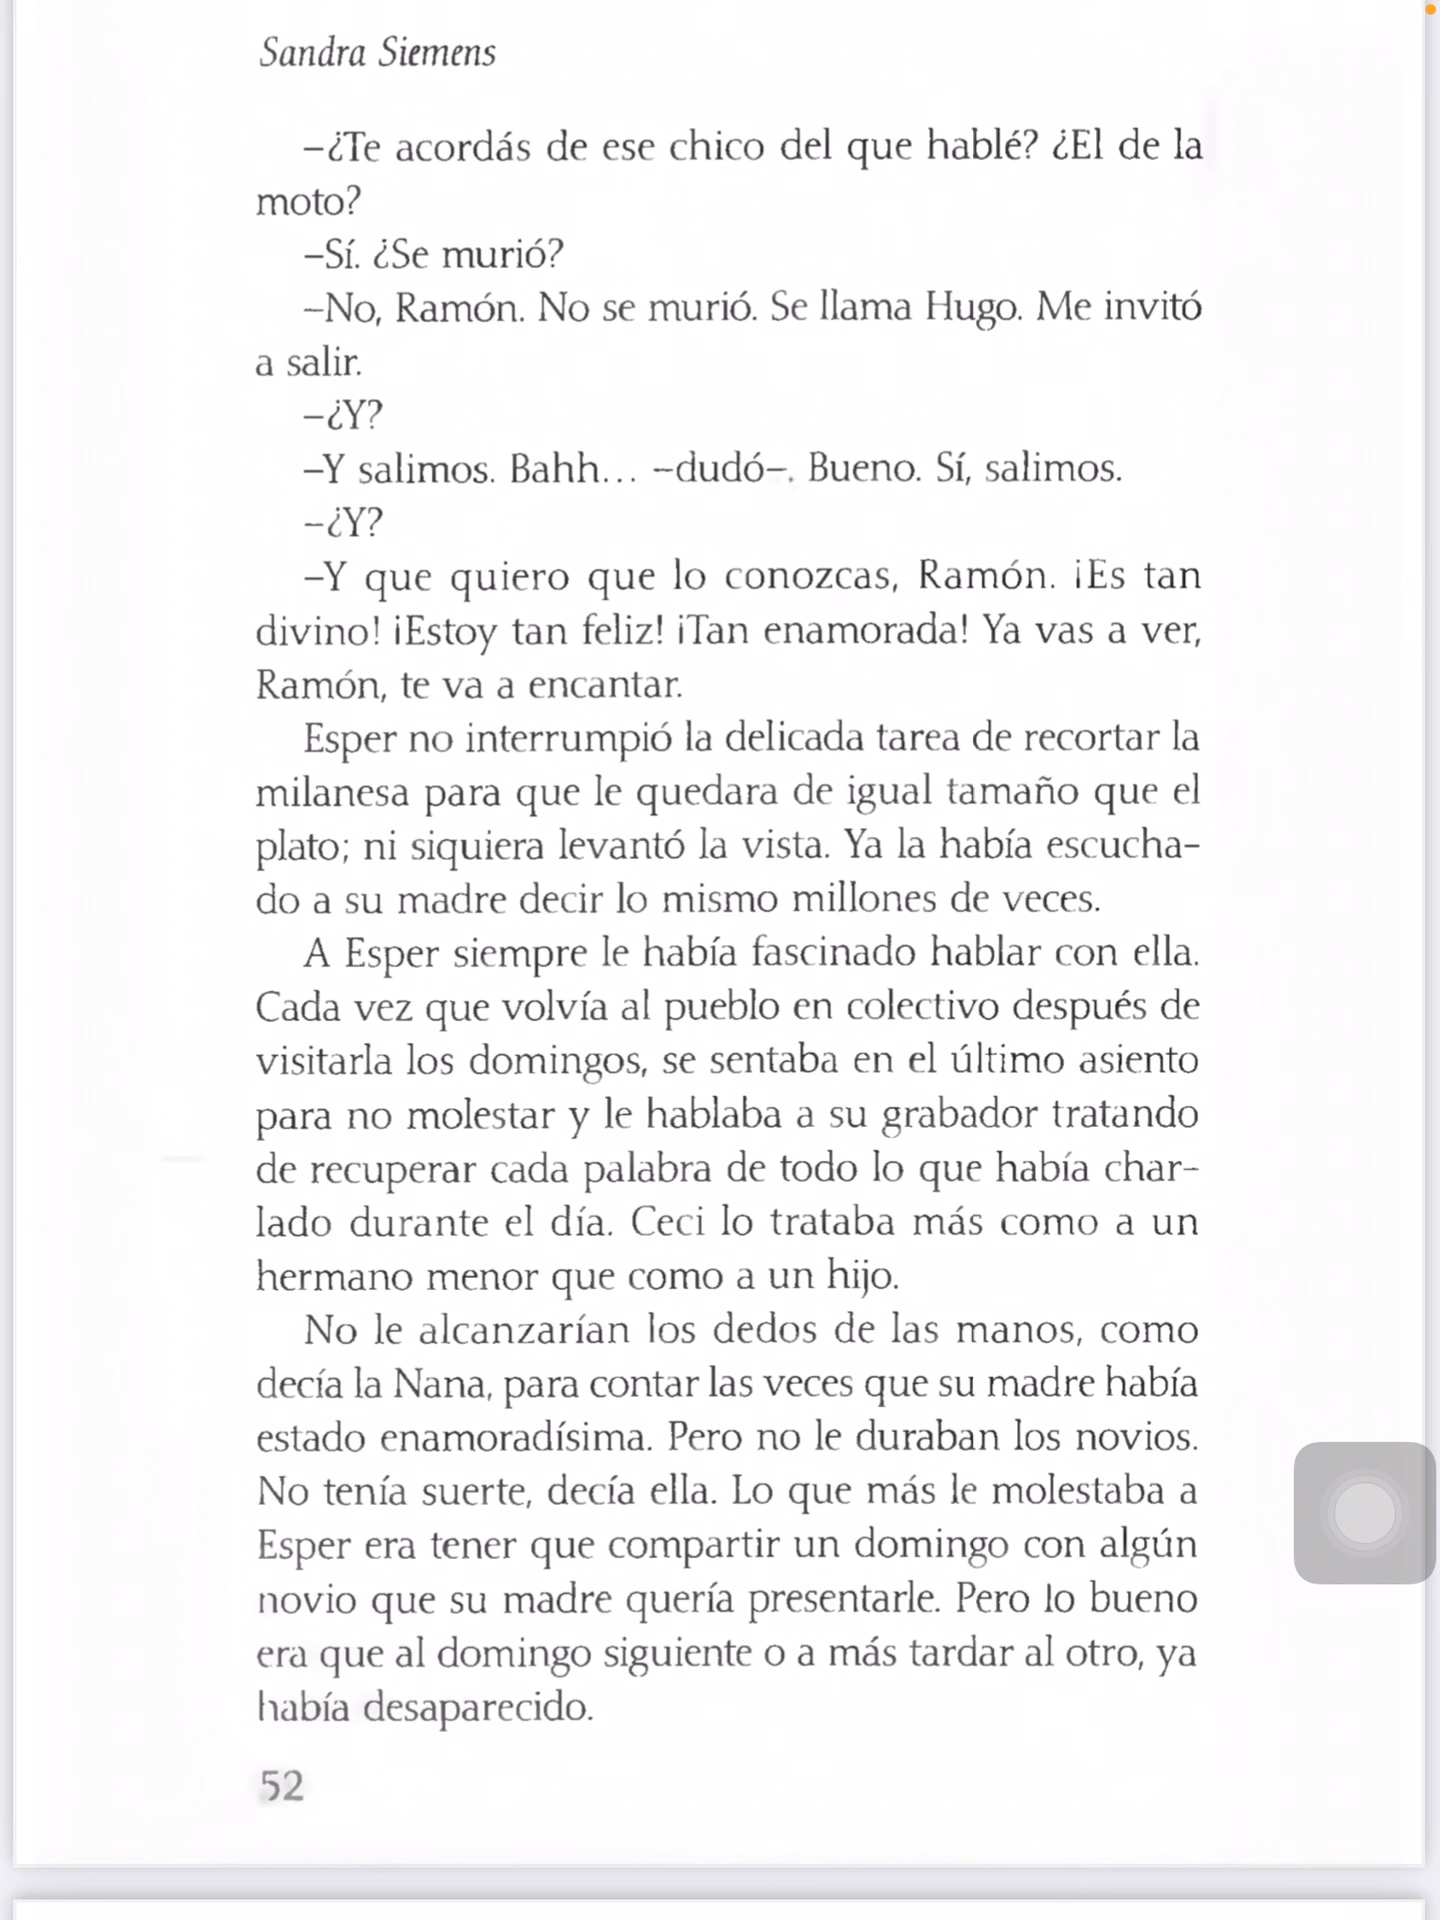 Sandra Siemens
–¿Te acordás de ese chico del que hablé? ¿El de la
moto?
–Sí. ¿Se murió?
–No, Ramón. No se murió. Se llama Hugo. Me invitó
a salir.
–¿Y?
–Y salimos. Bahh… –dudó–. Bueno. Sí, salimos.
–¿Y?
–Y que quiero que lo conozcas, Ramón. ¡Es tan
divino! ¡Estoy tan feliz! ¡Tan enamorada! Ya vas a ver,
Ramón, te va a encantar.
Esper no interrumpió la delicada tarea de recortar la
milanesa para que le quedara de igual tamaño que el
plato; ni siquiera levantó la vista. Ya la había escucha-
do a su madre decir lo mismo millones de veces.
A Esper siempre le había fascinado hablar con ella.
Cada vez que volvía al pueblo en colectivo después de
visitarla los domingos, se sentaba en el último asiento
para no molestar y le hablaba a su grabador tratando
de recuperar cada palabra de todo lo que había char-
lado durante el día. Ceci lo trataba más como a un
hermano menor que como a un hijo.
No le alcanzarían los dedos de las manos, como
decía la Nana, para contar las veces que su madre había
estado enamoradísima. Pero no le duraban los novios.
No tenía suerte, decía ella. Lo que más le molestaba a
Esper era tener que compartir un domingo con algún
novio que su madre quería presentarle. Pero lo bueno
era que al domingo siguiente o a más tardar al otro, ya
había desaparecido.
52